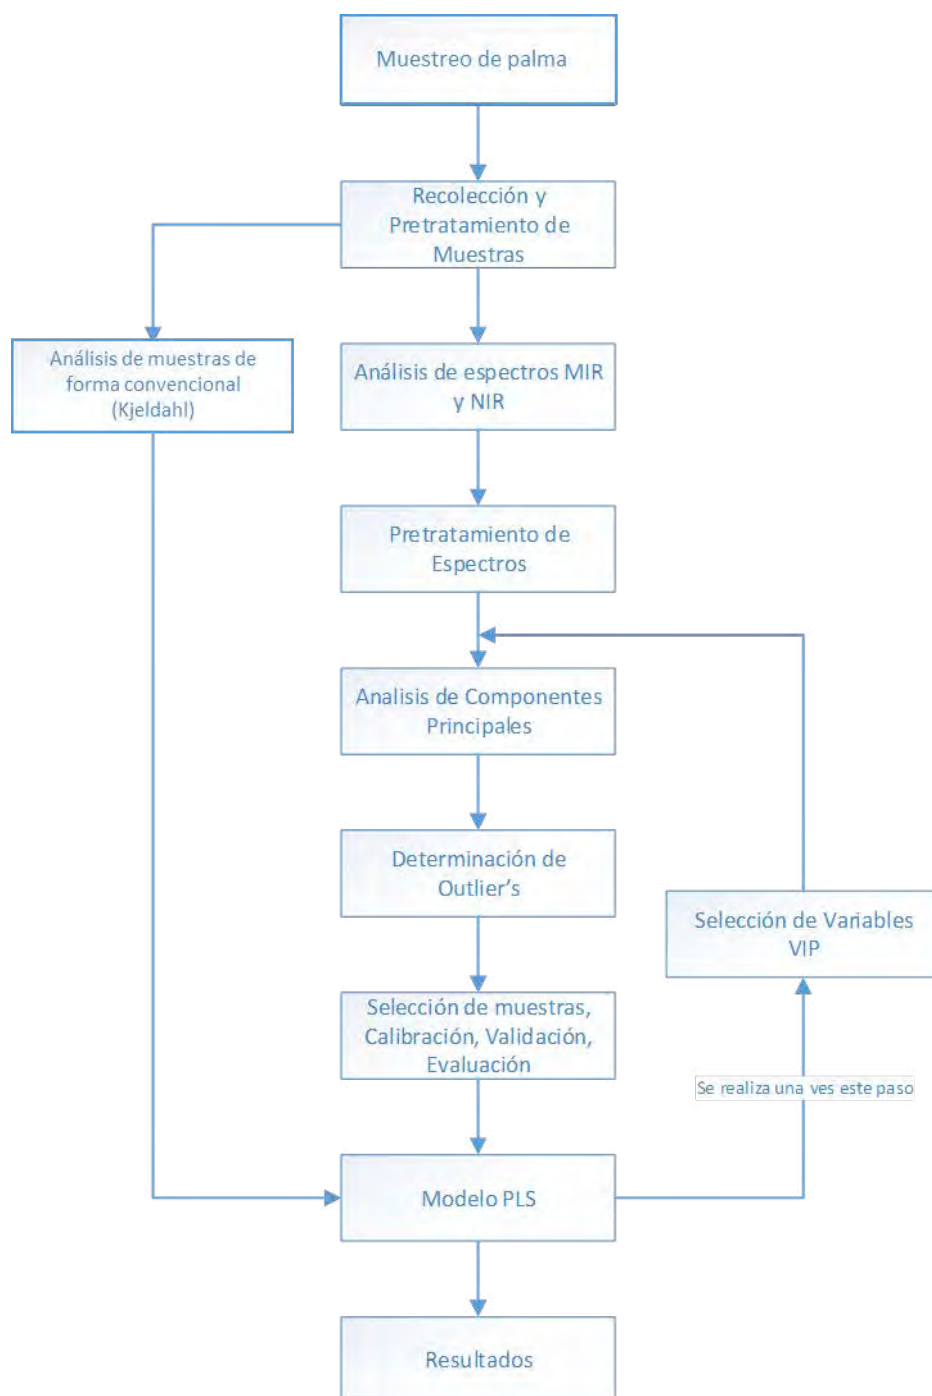 Muestreo de palma
Recolección y
Pretratamiento de
Muestras
Análisis de muestras de
forma convencional
(Kjeldahl)
Análisis de espectros MIR
y NIR
Pretratamiento de
Espectros
Analisis de Componentes
Principales
Determinación de
Outlier's
Selección de Variables
VIP
Selección de muestras,
Calibración, Validación,
Evaluación
Se realiza una ves este paso
Modelo PLS
Resultados